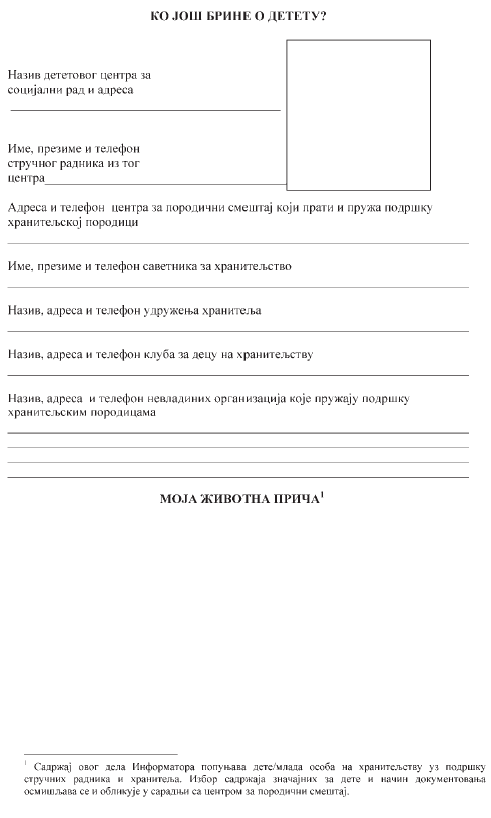 КО ЈОШ БРИНЕ О ДЕТЕТУ?
Назив дететовог центра за
социјални рад и адреса
Име, презиме и телефон
стручног радника из тог
центра
Адреса и телефон центра за породични смештај који прати и пружа подршку
хранитељској породици
Име, презиме и телефон саветника за хранитељство
Назив, адреса и телефон удружења хранитеља
Назив, адреса и телефон клуба за децу на хранитељству
Назив, адреса и телефон невладиних организација које пружају подршку
хранитељским породицама
МОЈА ЖИВОТНА ПРИЧА¹
¹ Садржај овог дела Информатора попуњава дете/млада особа на хранитељству уз подршку
стручних радника и хранитеља. Избор садржаја значајних за дете и начин документовања
осмишљава се и обликује у сарадњи са центром за породични смештај.